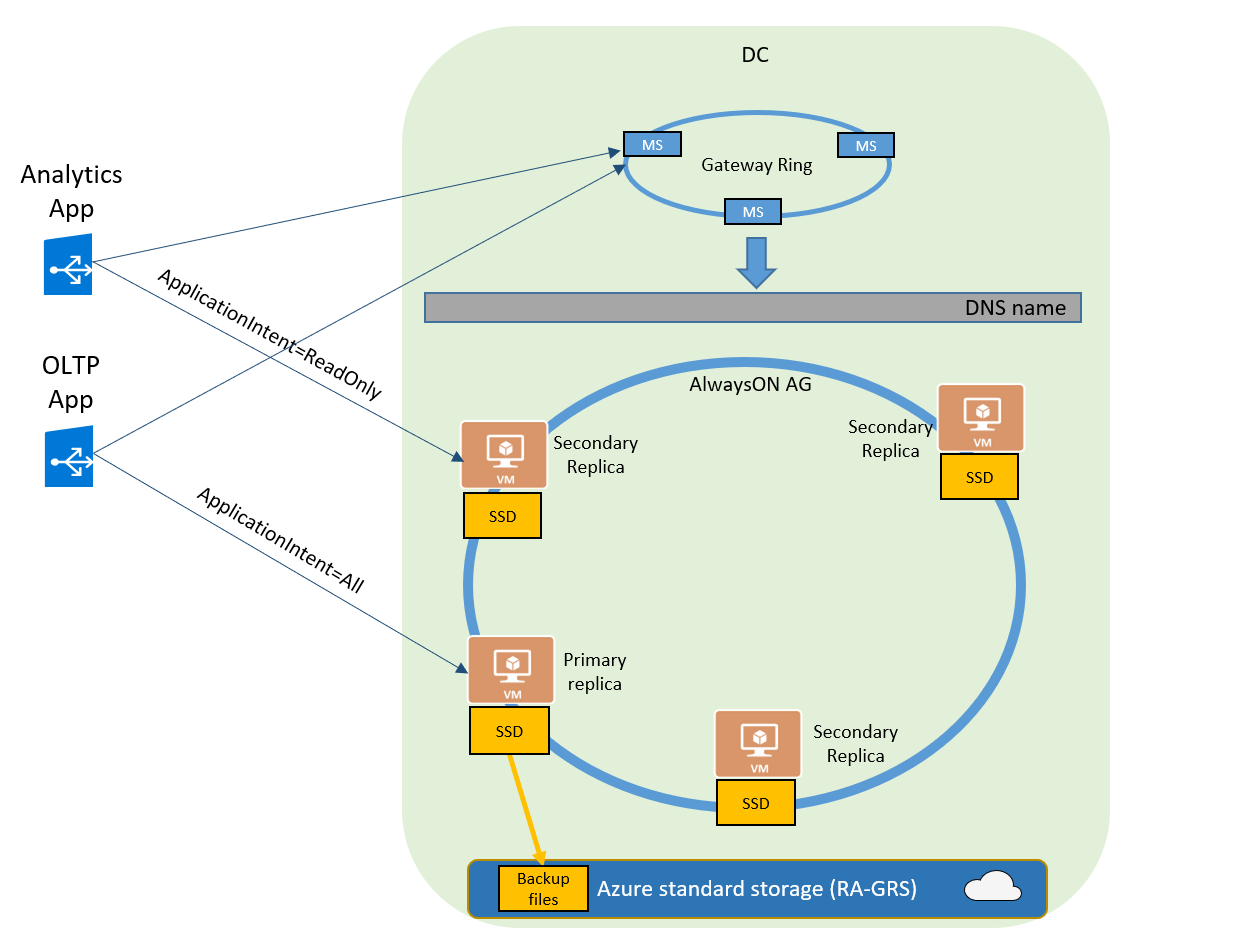 DC
MS
MS
Gateway Ring
MS
Analytics
App
ApplicationIntent=ReadOnly
DNS name
OLTP
App
AlwaysON AG
VM
SSD
Secondary
Replica
VM
SSD
Secondary
Replica
ApplicationIntent=All
VM
SSD
Primary
replica
VM
SSD
Secondary
Replica
Backup
files
Azure standard storage (RA-GRS)